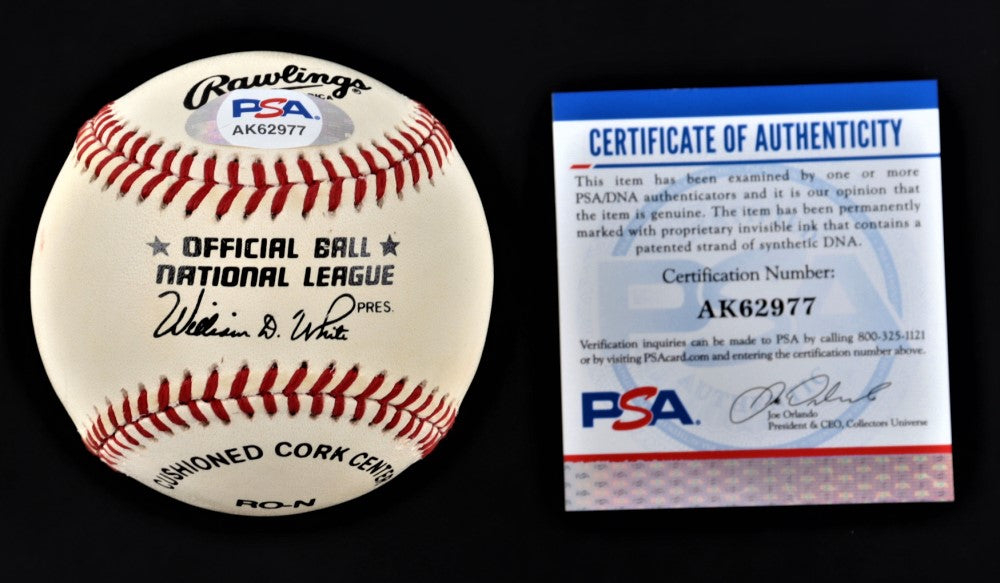 Rawlings®
PSA.
AK62977
★ OFFICIAL BALL ★
NATIONAL LEAGUE
William D. White PRES.
CUSHIONED CORK CENTER
RO-N
CERTIFICATE OF AUTHENTICITY
This item has been examined by one or more
PSA/DNA authenticators and it is our opinion that
the item is genuine. The item has been permanently
marked with proprietary invisible ink that contains a
patented strand of synthetic DNA.
Certification Number:
AK62977
Verification inquiries can be made to PSA by calling 800-325-1121
or by visiting PSAcard.com and entering the certification number above.
PSA.
Joe Orlando
President & CEO, Collectors Universe